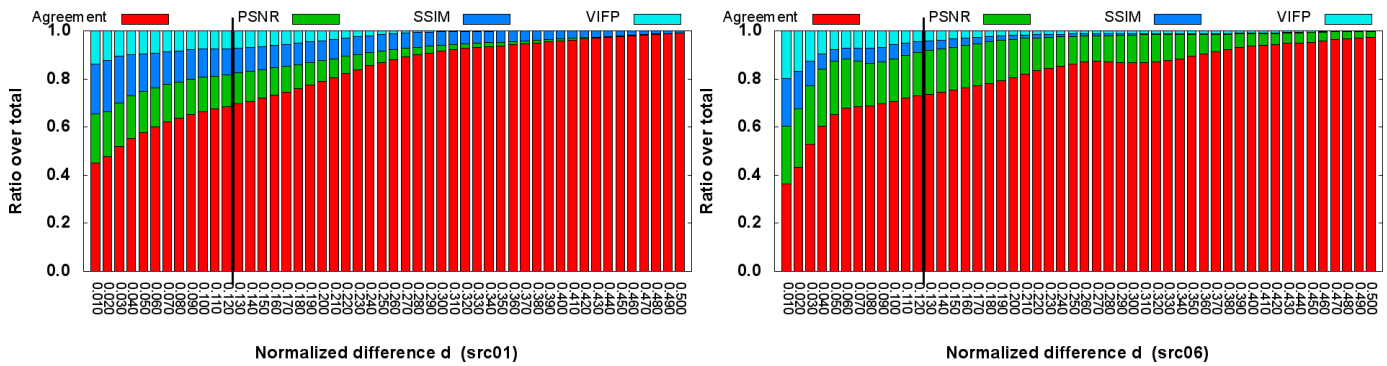 Agreement PSNR SSIM VIFP
1.0
0.8
0.6
0.4
0.2
0.0
Ratio over total
0.010 0.020 0.030 0.040 0.050 0.060 0.070 0.080 0.090 0.100 0.110 0.120 0.130 0.140 0.150 0.160 0.170 0.180 0.190 0.200 0.210 0.220 0.230 0.240 0.250 0.260 0.270 0.280 0.290 0.300 0.310 0.320 0.330 0.340 0.350 0.360 0.370 0.380 0.390 0.400 0.410 0.420 0.430 0.440 0.450 0.460 0.470 0.480 0.490 0.500
Normalized difference d (src01)
Agreement PSNR SSIM VIFP
1.0
0.8
0.6
0.4
0.2
0.0
Ratio over total
0.010 0.020 0.030 0.040 0.050 0.060 0.070 0.080 0.090 0.100 0.110 0.120 0.130 0.140 0.150 0.160 0.170 0.180 0.190 0.200 0.210 0.220 0.230 0.240 0.250 0.260 0.270 0.280 0.290 0.300 0.310 0.320 0.330 0.340 0.350 0.360 0.370 0.380 0.390 0.400 0.410 0.420 0.430 0.440 0.450 0.460 0.470 0.480 0.490 0.500
Normalized difference d (src06)